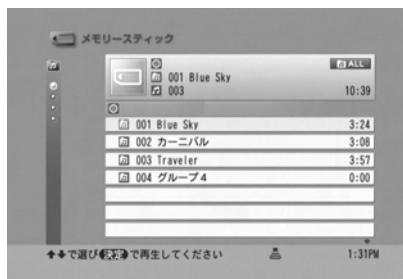 メモリースティック
ALL
001 Blue Sky
003
10:39
001 Blue Sky 3:24
002 カーニバル 3:08
003 Traveler 3:57
004 グループ4 0:00
↑↓で選び決定で再生してください 1:31PM